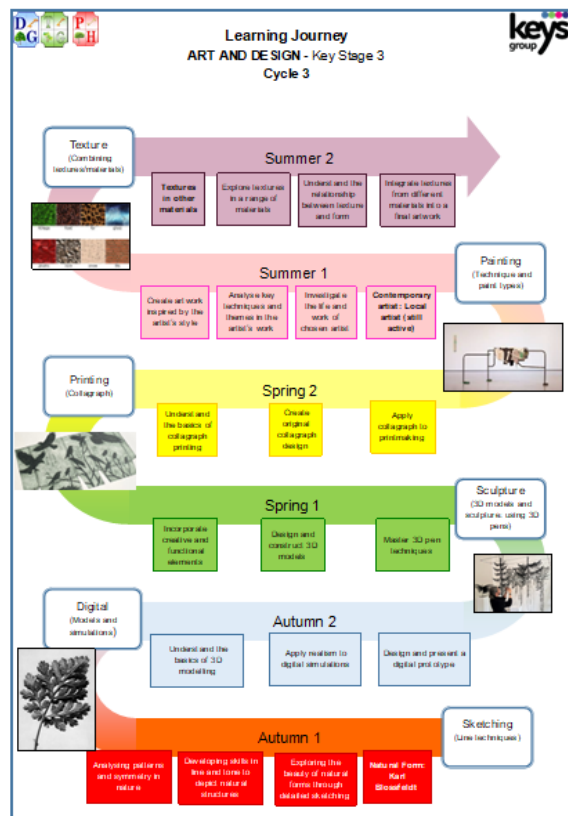 D
G
T
G
P
H
Learning Journey
ART AND DESIGN - Key Stage 3
Cycle 3
keys
group
Texture
(Combining
textures/materials)
Summer 2
Textures
in other
materials
Explore textures
in a range of
materials
Understand the
relationship
between texture
and form
Integrate textures
from different
materials into a
final artwork
Summer 1
Painting
(Technique and
paint types)
Create artwork
inspired by the
artist's style
Analyse key
techniques and
themes in the
artist's work
Investigate
the life and
work of
chosen artist
Contemporary
artist: Local
artist (still
active)
Printing
(Collagraph)
Spring 2
Understand
the basics of
collagraph
printing
Create
original
collagraph
design
Apply
collagraph to
printmaking
Spring 1
Sculpture
(3D models and
sculpture: using 3D
pens)
Incorporate
creative and
functional
elements
Design and
construct 3D
models
Master 3D pen
techniques
Digital
(Models and
simulations)
Autumn 2
Understand the
basics of 3D
modelling
Apply realism to
digital simulations
Design and present a
digital prototype
Autumn 1
Sketching
(Line techniques)
Analysing patterns
and symmetry in
nature
Developing skills in
line and tone to
depict natural
structures
Exploring the
beauty of natural
forms through
detailed sketching
Natural Form:
Karl
Blossfeldt